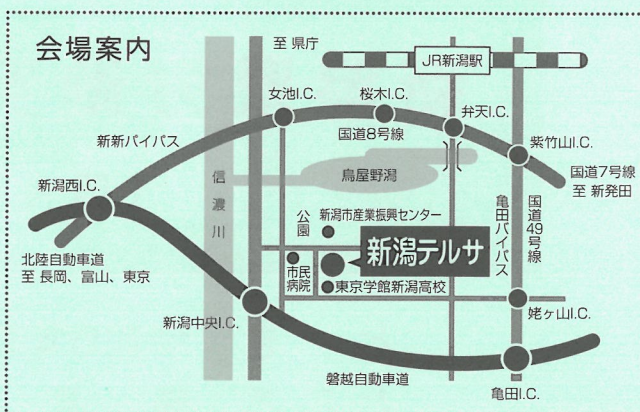 会場案内
至 県庁
JR新潟駅
女池I.C.
桜木I.C.
弁天I.C.
新新バイパス
国道8号線
紫竹山I.C.
国道7号線
至 新発田
新潟西I.C.
信濃川
鳥屋野潟
亀田バイパス
国道49号線
公園
新潟市産業振興センター
新潟テルサ
北陸自動車道
至 長岡、富山、東京
市民
病院
東京学館新潟高校
新潟中央I.C.
姥ヶ山I.C.
磐越自動車道
亀田I.C.